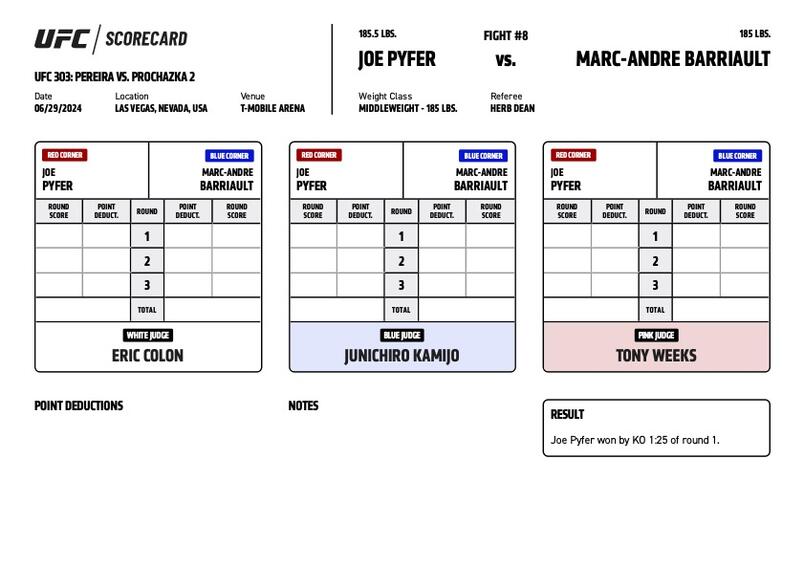 UFC / SCORECARD
UFC 303: PEREIRA VS. PROCHAZKA 2
Date Location Venue
06/29/2024 LAS VEGAS, NEVADA, USA T-MOBILE ARENA
185.5 LBS. FIGHT #8 185 LBS.
JOE PYFER VS. MARC-ANDRE BARRIAULT
Weight Class Referee
MIDDLEWEIGHT - 185 LBS. HERB DEAN
RED CORNER BLUE CORNER
JOE MARC-ANDRE
PYFER BARRIAULT
ROUND SCORE POINT DEDUCT. ROUND POINT DEDUCT. ROUND SCORE
1
2
3
TOTAL
WHITE JUDGE
ERIC COLON
RED CORNER BLUE CORNER
JOE MARC-ANDRE
PYFER BARRIAULT
ROUND SCORE POINT DEDUCT. ROUND POINT DEDUCT. ROUND SCORE
1
2
3
TOTAL
BLUE JUDGE
JUNICHIRO KAMIJO
RED CORNER BLUE CORNER
JOE MARC-ANDRE
PYFER BARRIAULT
ROUND SCORE POINT DEDUCT. ROUND POINT DEDUCT. ROUND SCORE
1
2
3
TOTAL
PINK JUDGE
TONY WEEKS
POINT DEDUCTIONS
NOTES
RESULT
Joe Pyfer won by KO 1:25 of round 1.